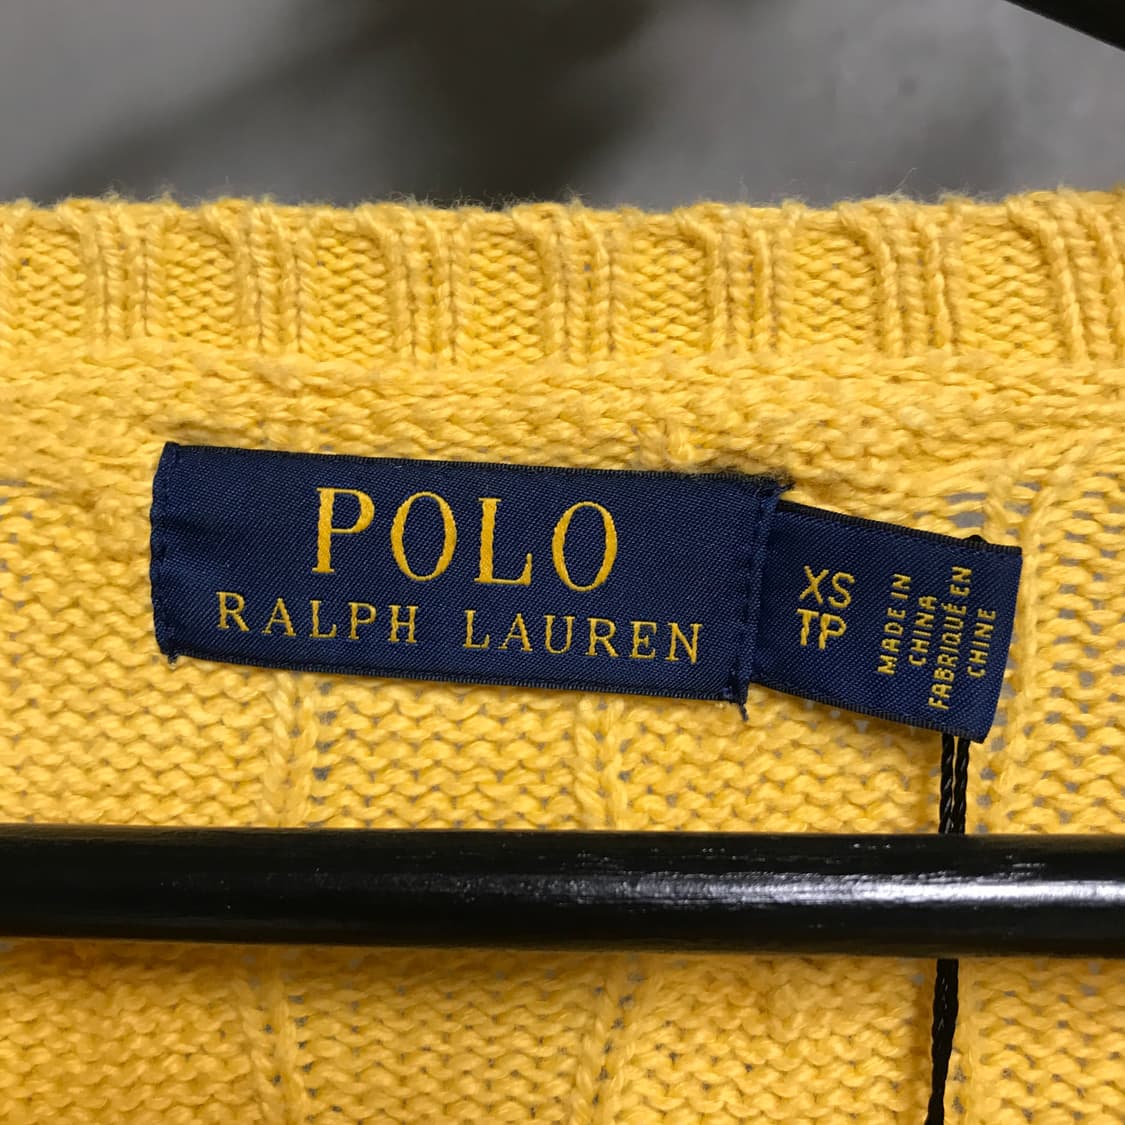 POLO
RALPH LAUREN
XS
TP
MADE IN
CHINA
FABRIQUÉ EN
CHINE